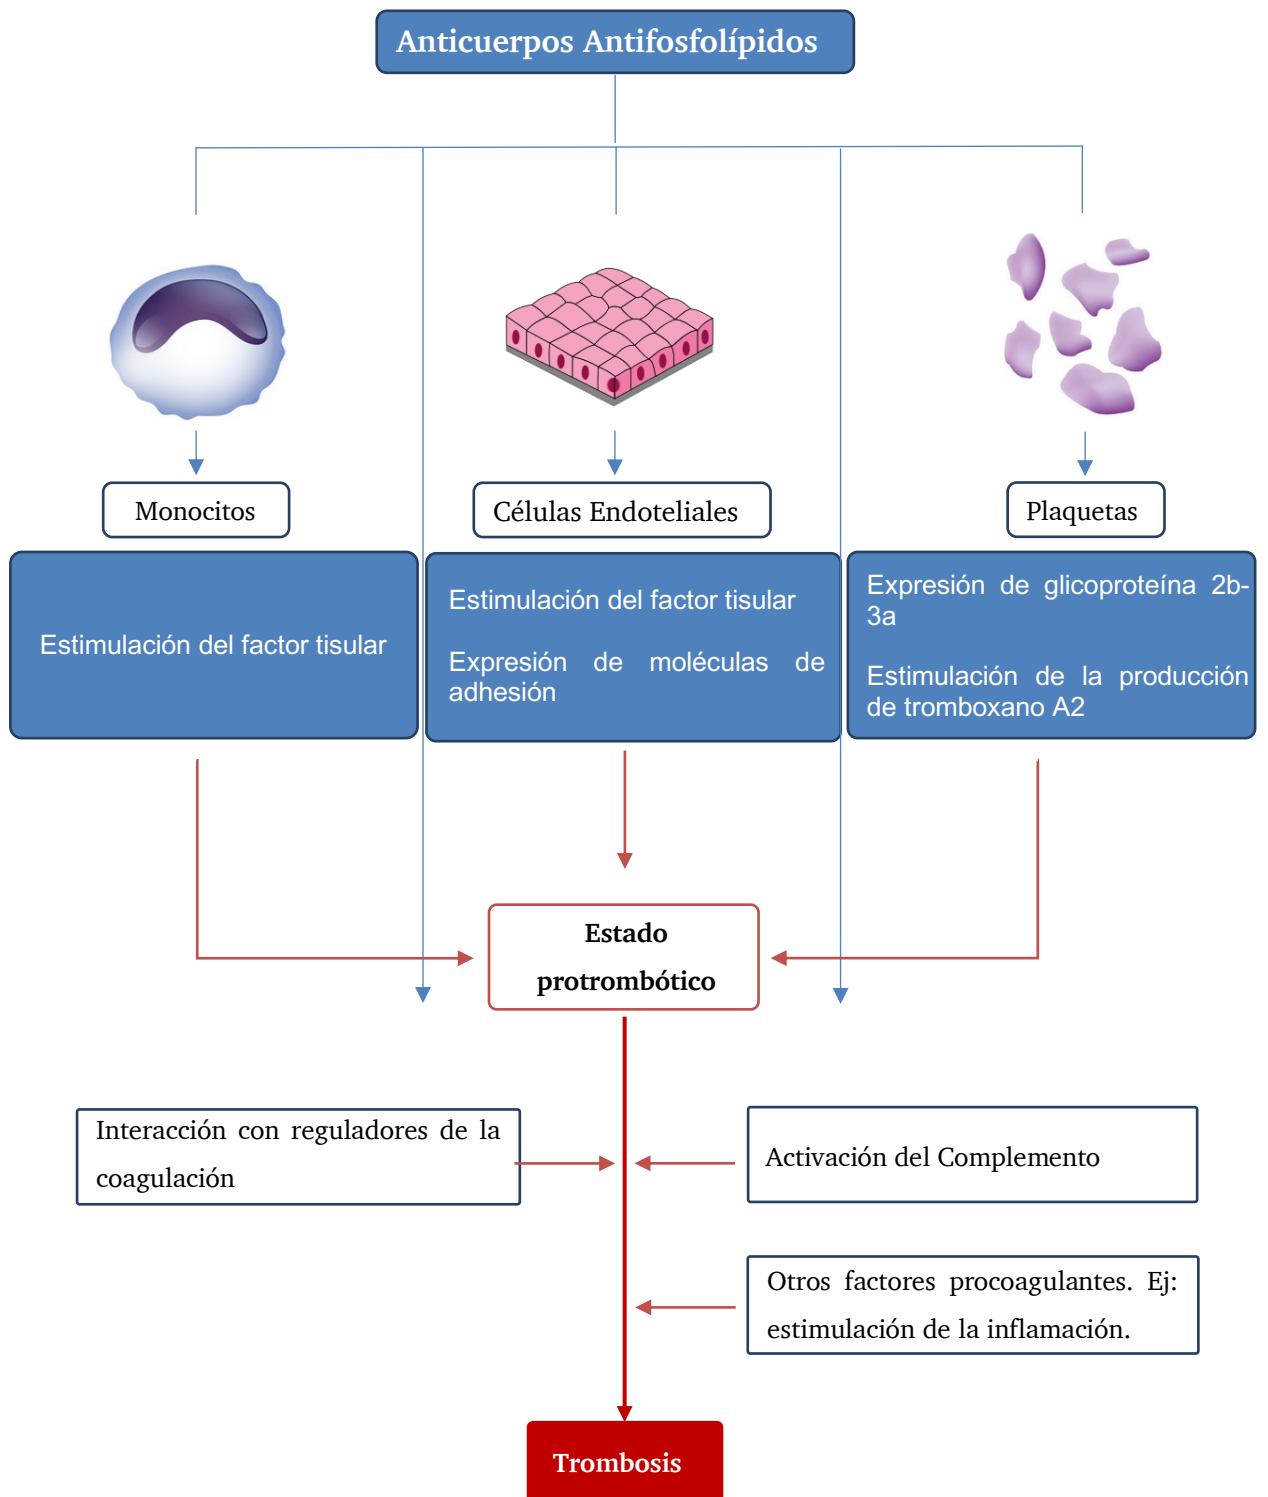 Anticuerpos Antifosfolípidos
Monocitos
Células Endoteliales
Plaquetas
Estimulación del factor tisular
Estimulación del factor tisular
Expresión de moléculas de
adhesión
Expresión de glicoproteína 2b-
3a
Estimulación de la producción
de tromboxano A2
Estado
protrombótico
Interacción con reguladores de la
coagulación
Activación del Complemento
Otros factores procoagulantes. Ej:
estimulación de la inflamación.
Trombosis